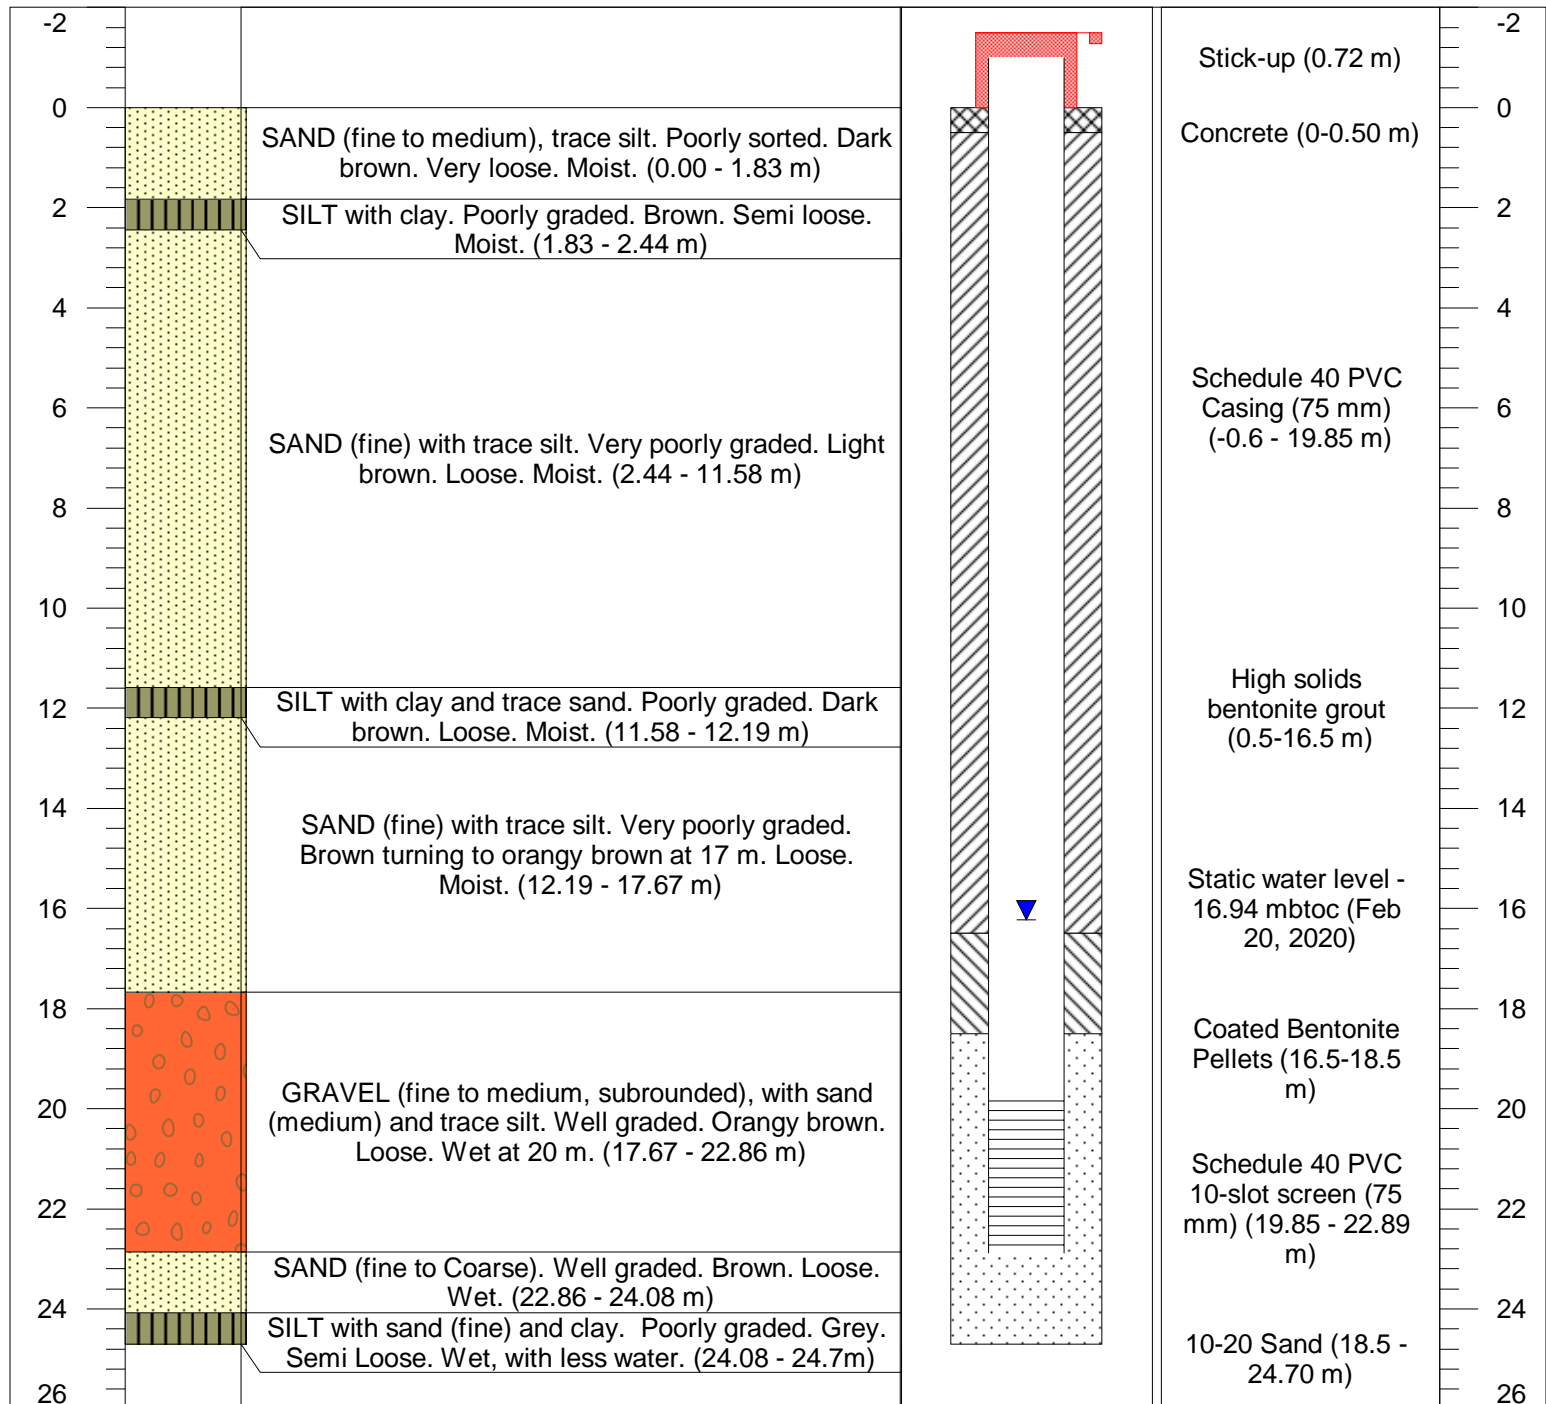 -2
0
2
4
6
8
10
12
14
16
18
20
22
24
26
SAND (fine to medium), trace silt. Poorly sorted. Dark
brown. Very loose. Moist. (0.00 - 1.83 m)
SILT with clay. Poorly graded. Brown. Semi loose.
Moist. (1.83 - 2.44 m)
SAND (fine) with trace silt. Very poorly graded. Light
brown. Loose. Moist. (2.44 - 11.58 m)
SILT with clay and trace sand. Poorly graded. Dark
brown. Loose. Moist. (11.58 - 12.19 m)
SAND (fine) with trace silt. Very poorly graded.
Brown turning to orangy brown at 17 m. Loose.
Moist. (12.19 - 17.67 m)
GRAVEL (fine to medium, subrounded), with sand
(medium) and trace silt. Well graded. Orangy brown.
Loose. Wet at 20 m. (17.67 - 22.86 m)
SAND (fine to Coarse). Well graded. Brown. Loose.
Wet. (22.86 - 24.08 m)
SILT with sand (fine) and clay.  Poorly graded. Grey.
Semi Loose. Wet, with less water. (24.08 - 24.7m)
Stick-up (0.72 m)
Concrete (0-0.50 m)
Schedule 40 PVC
Casing (75 mm)
(-0.6 - 19.85 m)
High solids
bentonite grout
(0.5-16.5 m)
Static water level -
16.94 mbtoc (Feb
20, 2020)
Coated Bentonite
Pellets (16.5-18.5
m)
Schedule 40 PVC
10-slot screen (75
mm) (19.85 - 22.89
m)
10-20 Sand (18.5 -
24.70 m)
-2
0
2
4
6
8
10
12
14
16
18
20
22
24
26